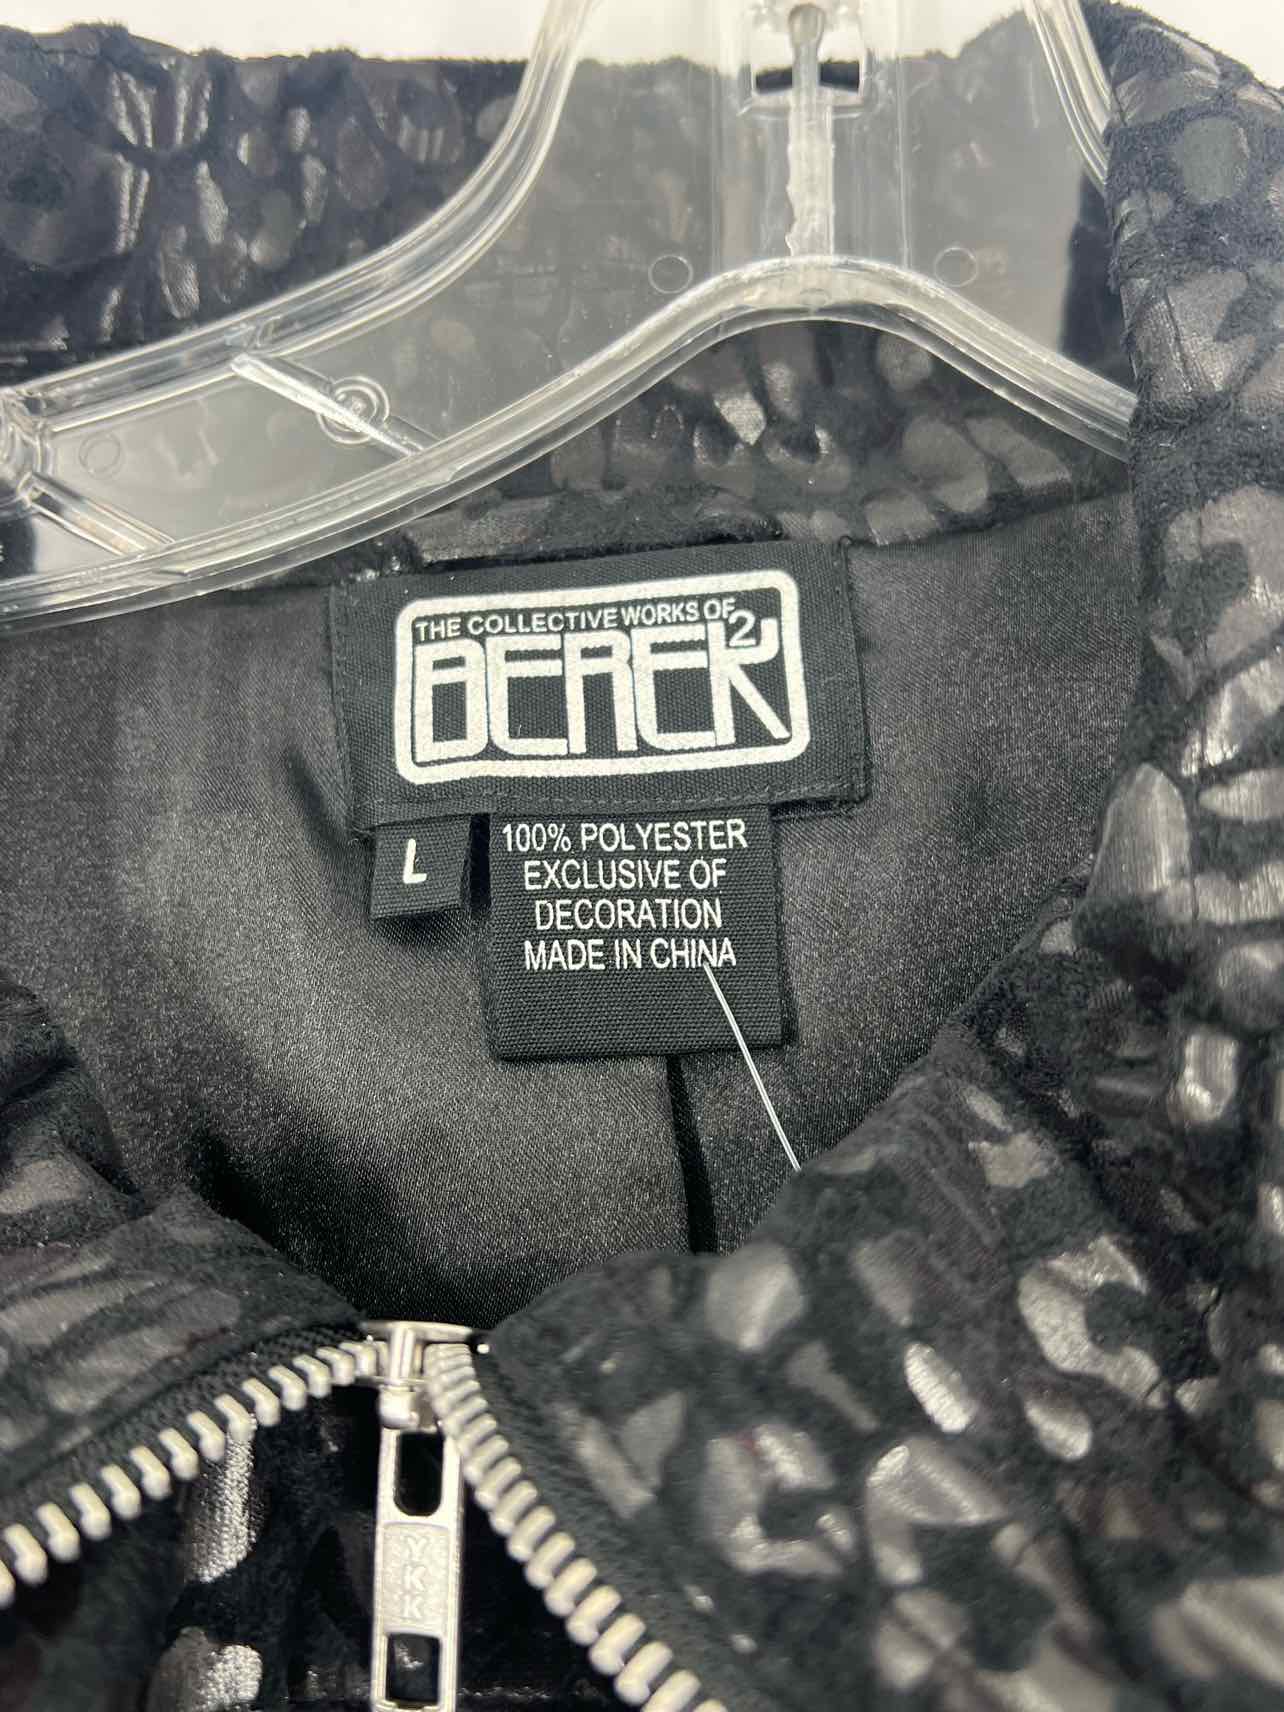 THE COLLECTIVE WORKS OF
BEREK 2
L
100% POLYESTER
EXCLUSIVE OF
DECORATION
MADE IN CHINA
YKK